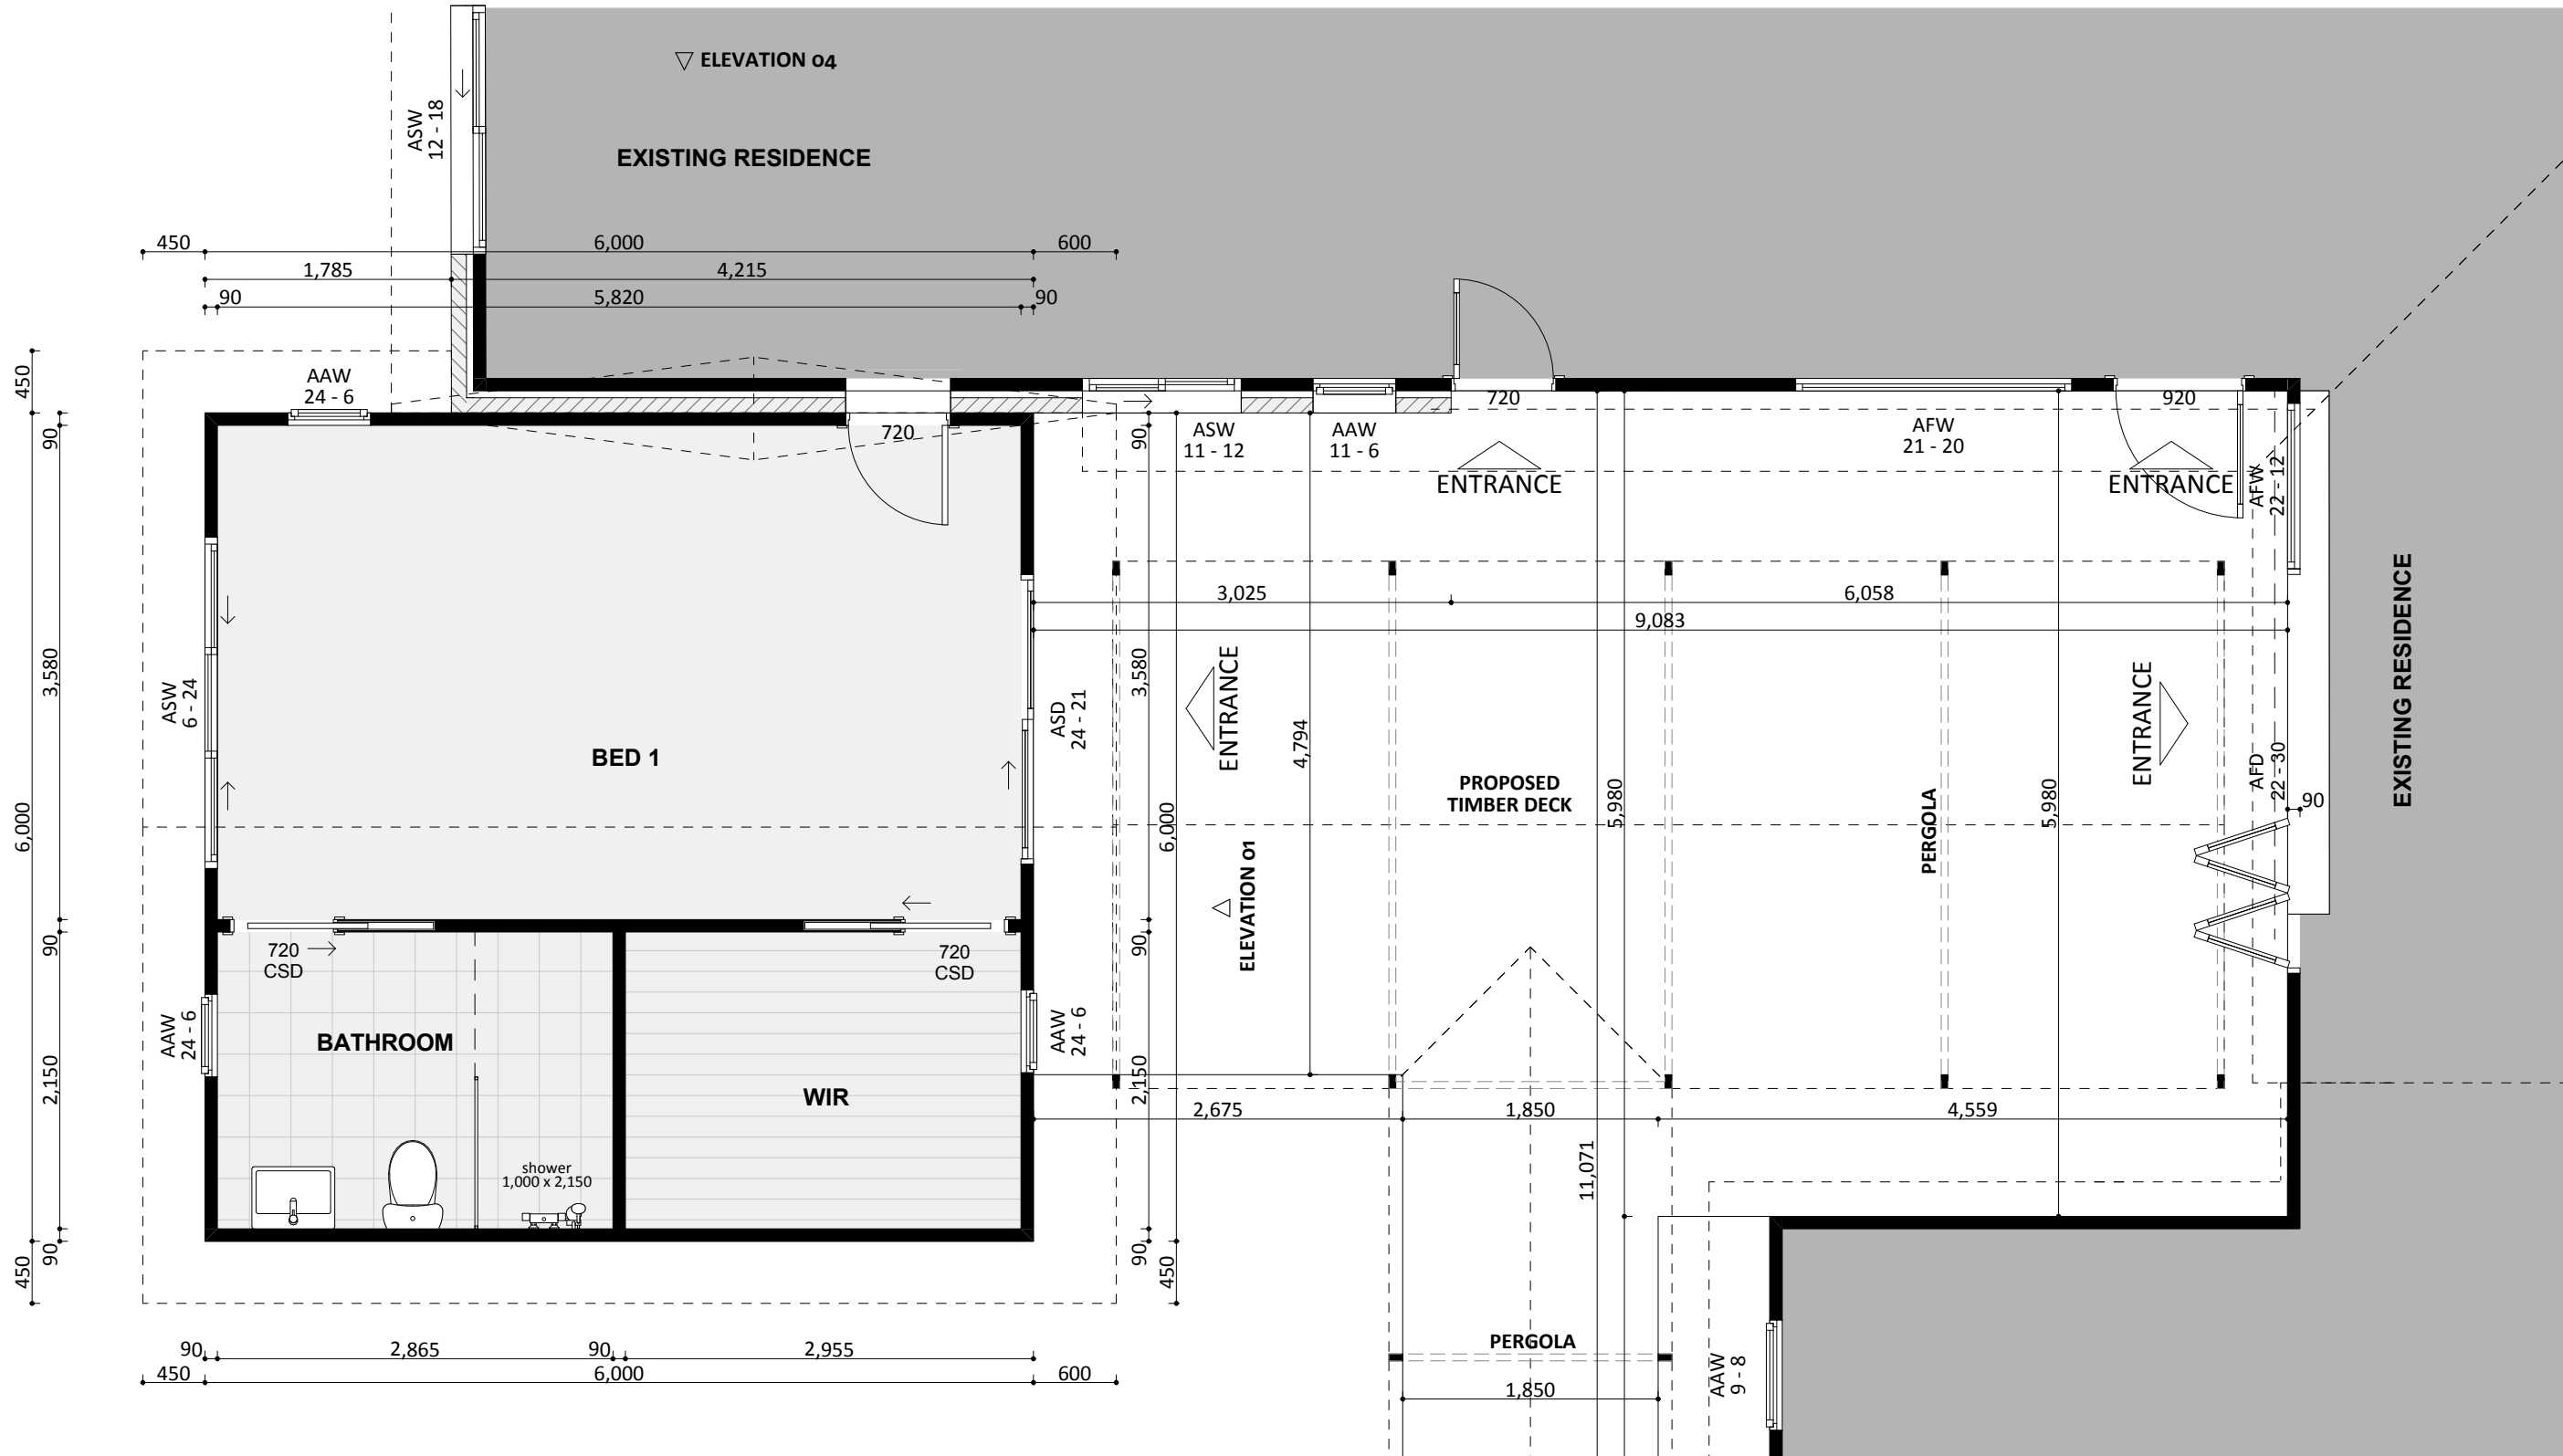 ▽ ELEVATION 04
ASW
12 - 18
EXISTING RESIDENCE
450
6,000
600
1,785
4,215
90
5,820
90
450
90
3,580
6,000
90
2,150
90
450
AAW
24 - 6
720
ASW
6 - 24
BED 1
ASD
24 - 21
720
CSD
720
CSD
AAW
24 - 6
BATHROOM
WIR
AAW
24 - 6
shower
1,000 x 2,150
90
2,865
90
2,955
450
6,000
600
90
3,580
90
6,000
2,150
90
450
ASW
11 - 12
AAW
11 - 6
720
ENTRANCE
AFW
21 - 20
920
ENTRANCE
AFW
22 - 12
3,025
6,058
9,083
ENTRANCE
4,794
ENTRANCE
PROPOSED
TIMBER DECK
5,980
PERGOLA
5,980
AFD
22 - 30
90
EXISTING RESIDENCE
ELEVATION 01
2,675
1,850
4,559
11,071
PERGOLA
1,850
AAW
9 - 8